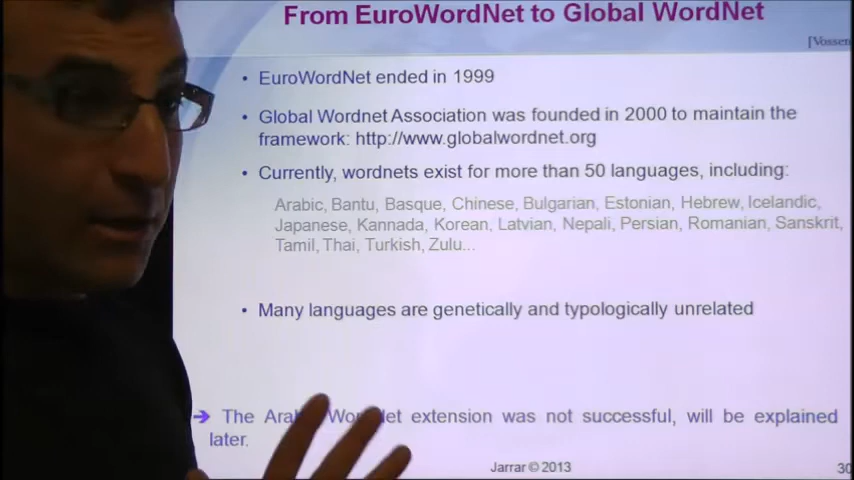 From EuroWordNet to Global WordNet
[Vossen
• EuroWordNet ended in 1999
• Global Wordnet Association was founded in 2000 to maintain the
framework: http://www.globalwordnet.org
• Currently, wordnets exist for more than 50 languages, including:
Arabic, Bantu, Basque, Chinese, Bulgarian, Estonian, Hebrew, Icelandic,
Japanese, Kannada, Korean, Latvian, Nepali, Persian, Romanian, Sanskrit,
Tamil, Thai, Turkish, Zulu...
• Many languages are genetically and typologically unrelated
➔ The Arabic WordNet extension was not successful, will be explained
later.
Jarrar © 2013
30